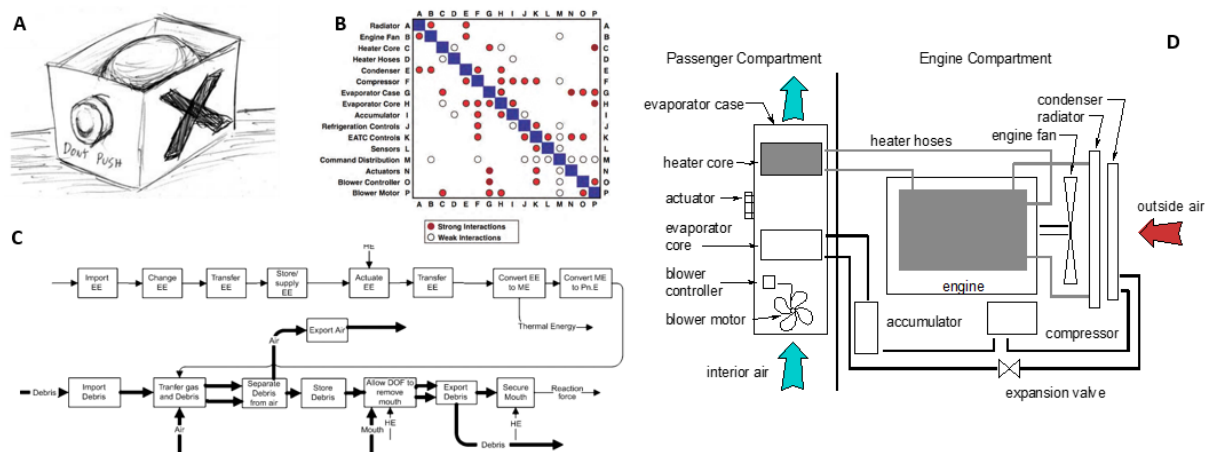 A
DONT PUSH
B
A B C D E F G H I J K L M N O P
Radiator A A
Engine Fan B B
Heater Core C C
Heater Hoses D D
Condenser E E
Compressor F F
Evaporator Case G G
Evaporator Core H H
Accumulator I I
Refrigeration Controls J J
EATC Controls K K
Sensors L L
Command Distribution M M
Actuators N N
Blower Controller O O
Blower Motor P P
A B C D E F G H I J K L M N O P
Strong Interactions
Weak Interactions
C
HE
Import
EE
Change
EE
Transfer
EE
Store/
supply
EE
Actuate
EE
Transfer
EE
Convert EE
to ME
Convert ME
to Pn.E
Thermal Energy
Export Air
Air
Debris
Import
Debris
Tranfer gas
and Debris
Separate
Debris
from air
Store
Debris
Allow DOF to
remove
mouth
Export
Debris
Secure
Mouth
Reaction
force
Air
Mouth
HE
HE
Debris
D
Passenger Compartment
Engine Compartment
evaporator case
condenser
radiator
engine fan
heater hoses
heater core
actuator
outside air
evaporator
core
blower
controller
engine
blower motor
accumulator
compressor
interior air
expansion valve